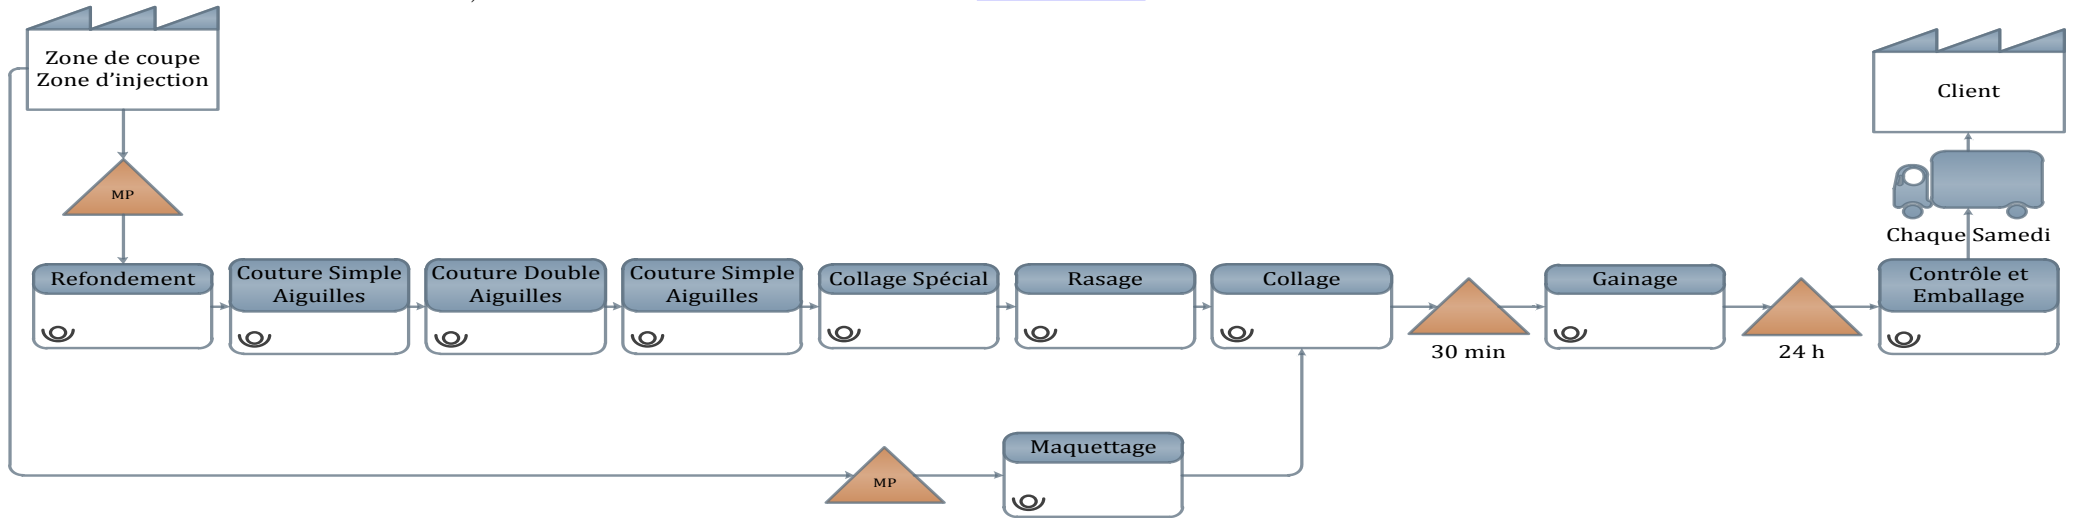 Zone de coupe
Zone d'injection
Client
MP
Chaque Samedi
Refondement
Couture Simple
Aiguilles
Couture Double
Aiguilles
Couture Simple
Aiguilles
Collage Spécial
Rasage
Collage
30 min
Gainage
24 h
Contrôle et
Emballage
Maquettage
MP